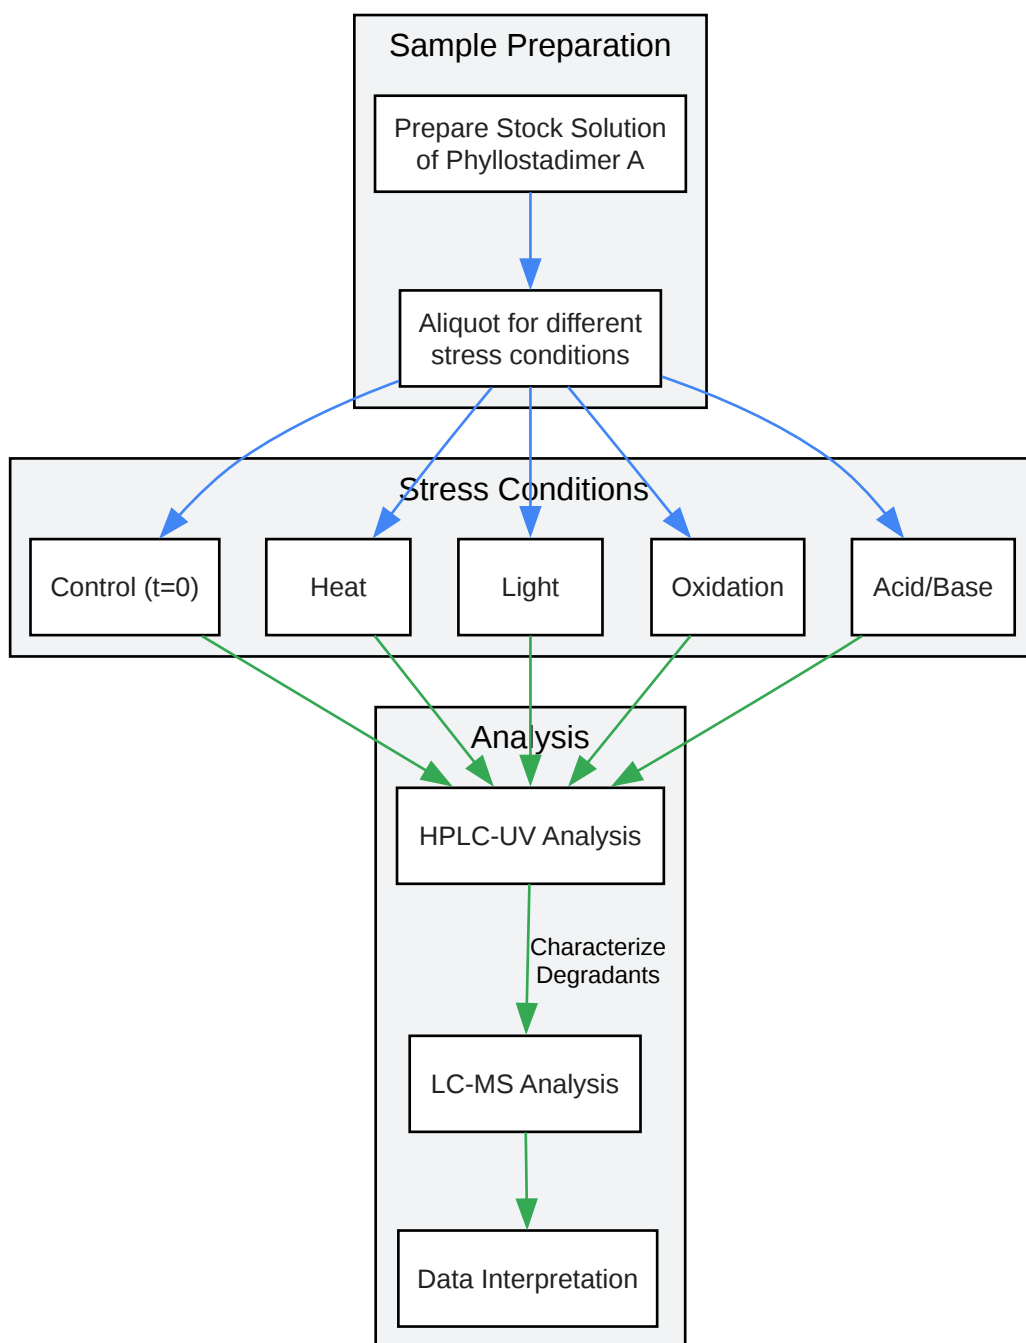 Sample Preparation
Prepare Stock Solution
of Phyllostadimer A
Aliquot for different
stress conditions
Stress Conditions
Control (t=0)
Heat
Light
Oxidation
Acid/Base
Analysis
HPLC-UV Analysis
Characterize
Degradants
LC-MS Analysis
Data Interpretation